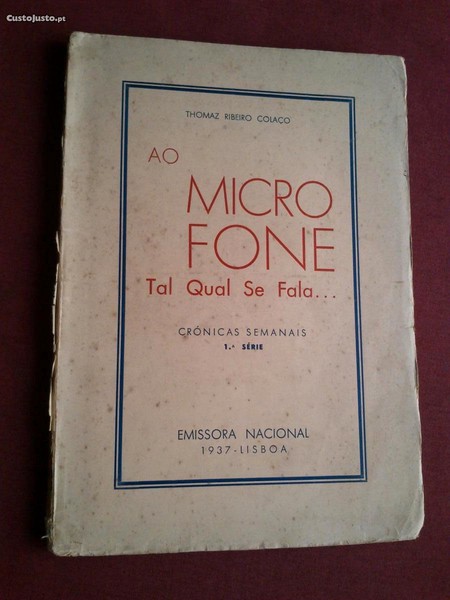 CustoJusto.pt
THOMAZ RIBEIRO COLAÇO
AO
MICRO
FONE
Tal Qual Se Fala...
CRÓNICAS SEMANAIS
1.ª SÉRIE
EMISSORA NACIONAL
1937-LISBOA